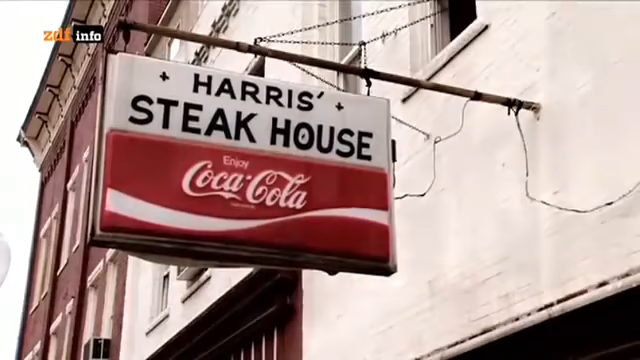 zdf info
HARRIS'
STEAK HOUSE
Enjoy
Coca-Cola